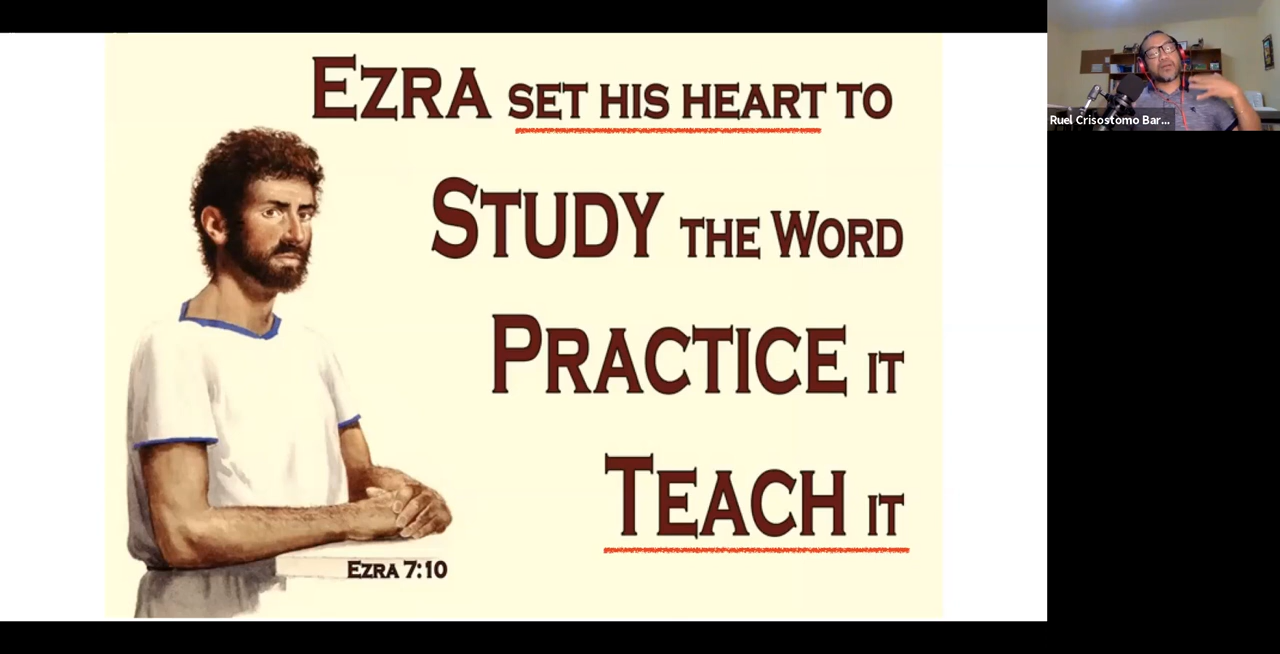 EZRA SET HIS HEART TO
STUDY THE WORD
PRACTICE IT
TEACH IT
EZRA 7:10
Ruel Crisostomo Bar...